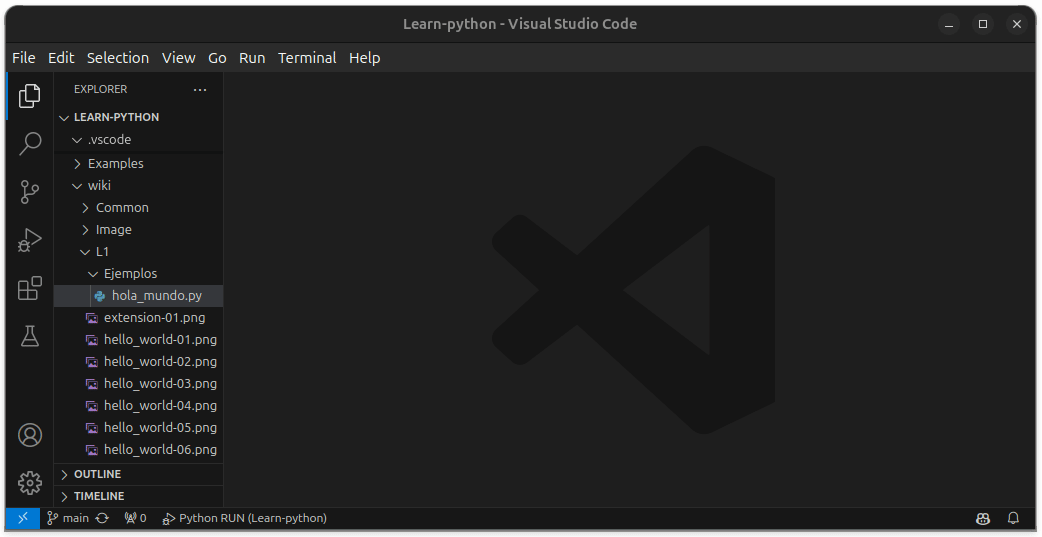 Learn-python - Visual Studio Code
File Edit Selection View Go Run Terminal Help
EXPLORER
LEARN-PYTHON
.vscode
Examples
wiki
Common
Image
L1
Ejemplos
hola_mundo.py
extension-01.png
hello_world-01.png
hello_world-02.png
hello_world-03.png
hello_world-04.png
hello_world-05.png
hello_world-06.png
OUTLINE
TIMELINE
main 0 Python RUN (Learn-python)